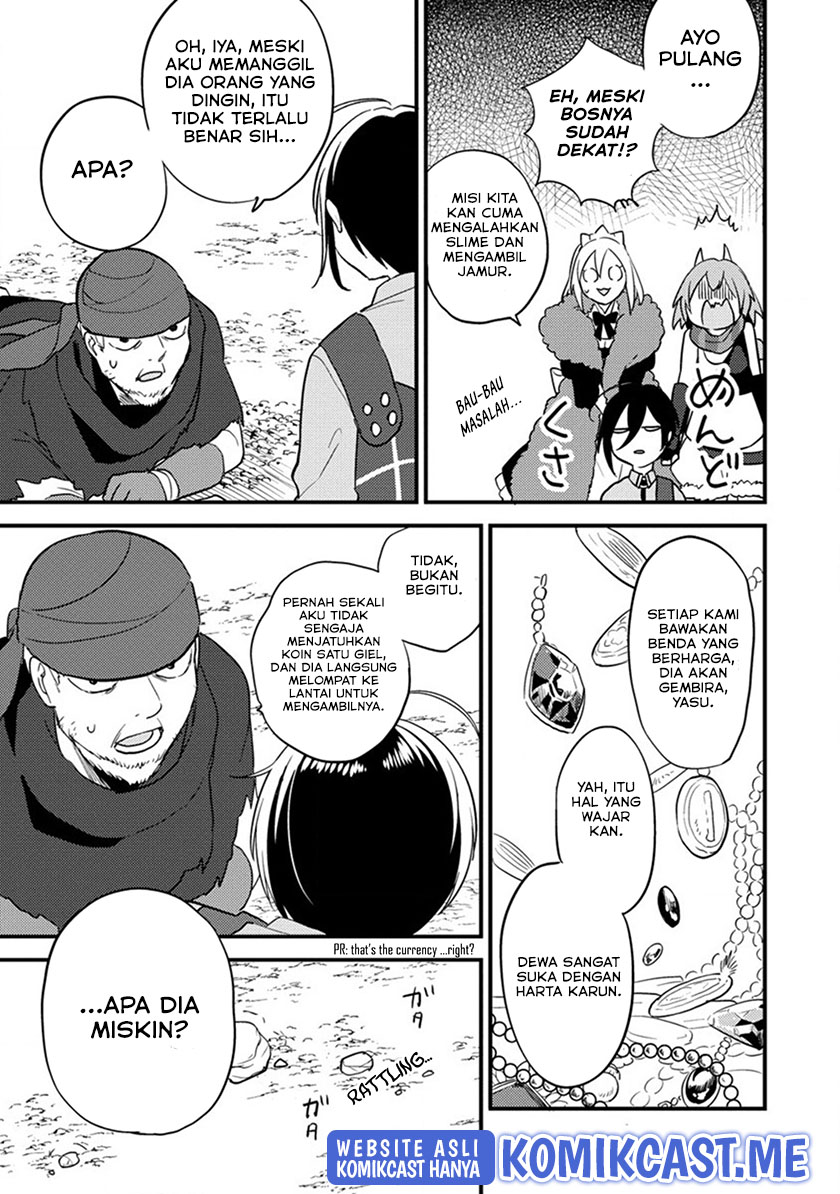 AYO
PULANG
...
EH, MESKI
BOSNYA
SUDAH
DEKAT!?
MISI KITA
KAN CUMA
MENGALAHKAN
SLIME DAN
MENGAMBIL
JAMUR.
BAU-BAU
MASALAH...
めんど
くさ
OH, IYA, MESKI
AKU MEMANGGIL
DIA ORANG YANG
DINGIN, ITU
TIDAK TERLALU
BENAR SIH...
APA?
SETIAP KAMI
BAWAKAN
BENDA YANG
BERHARGA,
DIA AKAN
GEMBIRA,
YASU.
YAH, ITU
HAL YANG
WAJAR
KAN.
DEWA SANGAT
SUKA DENGAN
HARTA KARUN.
TIDAK,
BUKAN
BEGITU.
PERNAH SEKALI
AKU TIDAK
SENGAJA
MENJATUHKAN
KOIN SATU GIEL,
DAN DIA LANGSUNG
MELOMPAT KE
LANTAI UNTUK
MENGAMBILNYA.
PR: that's the currency ...right?
...APA DIA
MISKIN?
ガタ
RATTLING...
ガタ
WEBSITE ASLI
KOMIKCAST HANYA
KOMIKCAST.ME